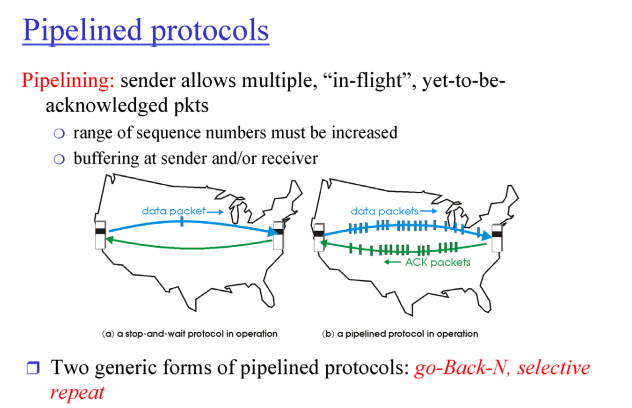 Pipelined protocols
Pipelining: sender allows multiple, “in-flight”, yet-to-be-
acknowledged pkts
range of sequence numbers must be increased
buffering at sender and/or receiver
data packet
data packets
ACK packets
(a) a stop-and-wait protocol in operation
(b) a pipelined protocol in operation
Two generic forms of pipelined protocols: go-Back-N, selective
repeat